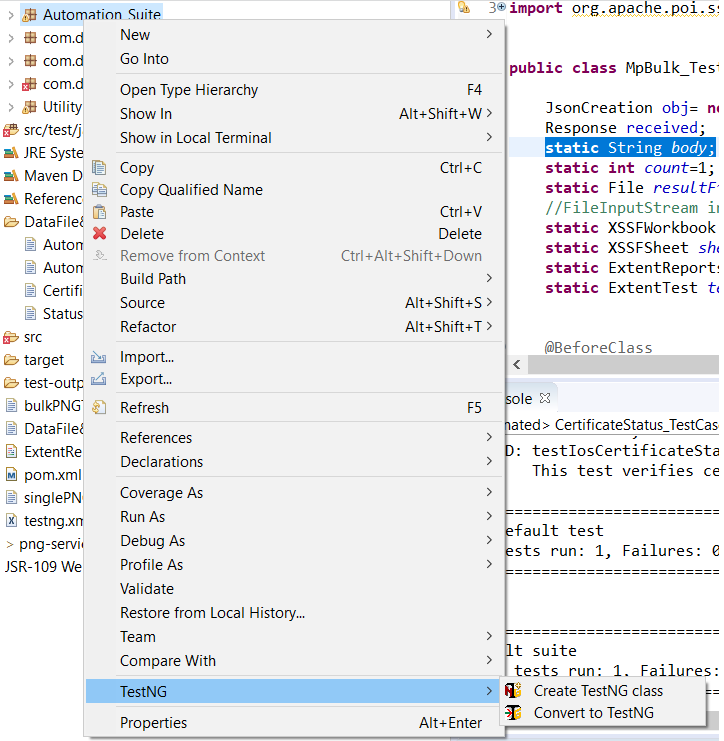 Automation_Suite
com.d
com.d
com.d
Utility
src/test/j
JRE Syste
Maven D
Reference
DataFile&
Autom
Autom
Certifi
Status
src
target
test-outp
bulkPNGT
DataFile&
ExtentRe
pom.xml
singlePN
testng.xm
png-servi
JSR-109 We
New
Go Into
Open Type Hierarchy F4
Show In Alt+Shift+W
Show in Local Terminal
Copy Ctrl+C
Copy Qualified Name
Paste Ctrl+V
Delete Delete
Remove from Context Ctrl+Alt+Shift+Down
Build Path
Source Alt+Shift+S
Refactor Alt+Shift+T
Import...
Export...
Refresh F5
References
Declarations
Coverage As
Run As
Debug As
Profile As
Validate
Restore from Local History...
Team
Compare With
TestNG
Properties Alt+Enter
Create TestNG class
Convert to TestNG
3 import org.apache.poi.ss
public class MpBulk_Test
JsonCreation obj= ne
Response received;
static String body;
static int count=1;
static File resultFi
//FileInputStream in
static XSSFWorkbook
static XSSFSheet she
static ExtentReports
static ExtentTest te
@BeforeClass
sole
nated> CertificateStatus_TestCase
D: testIosCertificateSta
This test verifies ce
========================
efault test
ests run: 1, Failures: 0
========================
========================
lt suite
tests run: 1, Failures: